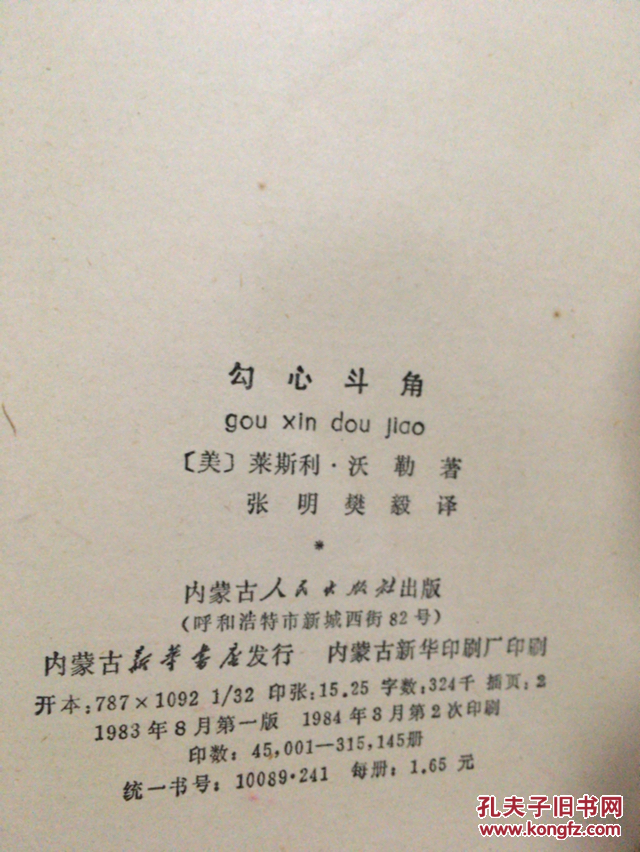 勾心斗角
gou xin dou jiao
〔美〕莱斯利·沃勒 著
张明 樊毅 译
*
内蒙古人民出版社出版
(呼和浩特市新城西街82号)
内蒙古新华书店发行 内蒙古新华印刷厂印刷
开本:787×1092 1/32 印张:15.25 字数:324千 插页:2
1983年8月第一版 1984年3月第2次印刷
印数:45,001—315,145册
统一书号:10089·241 每册:1.65元
孔夫子旧书网
www.kongfz.com